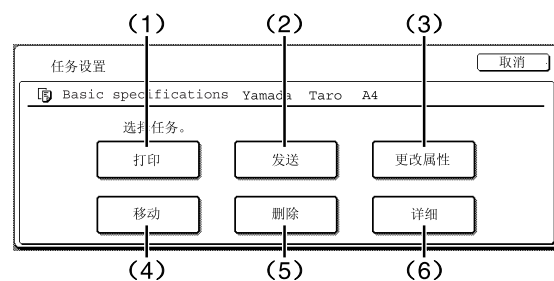 (1) (2) (3)
任务设置 取消
Basic specifications Yamada Taro A4
选择任务。
打印 发送 更改属性
移动 删除 详细
(4) (5) (6)